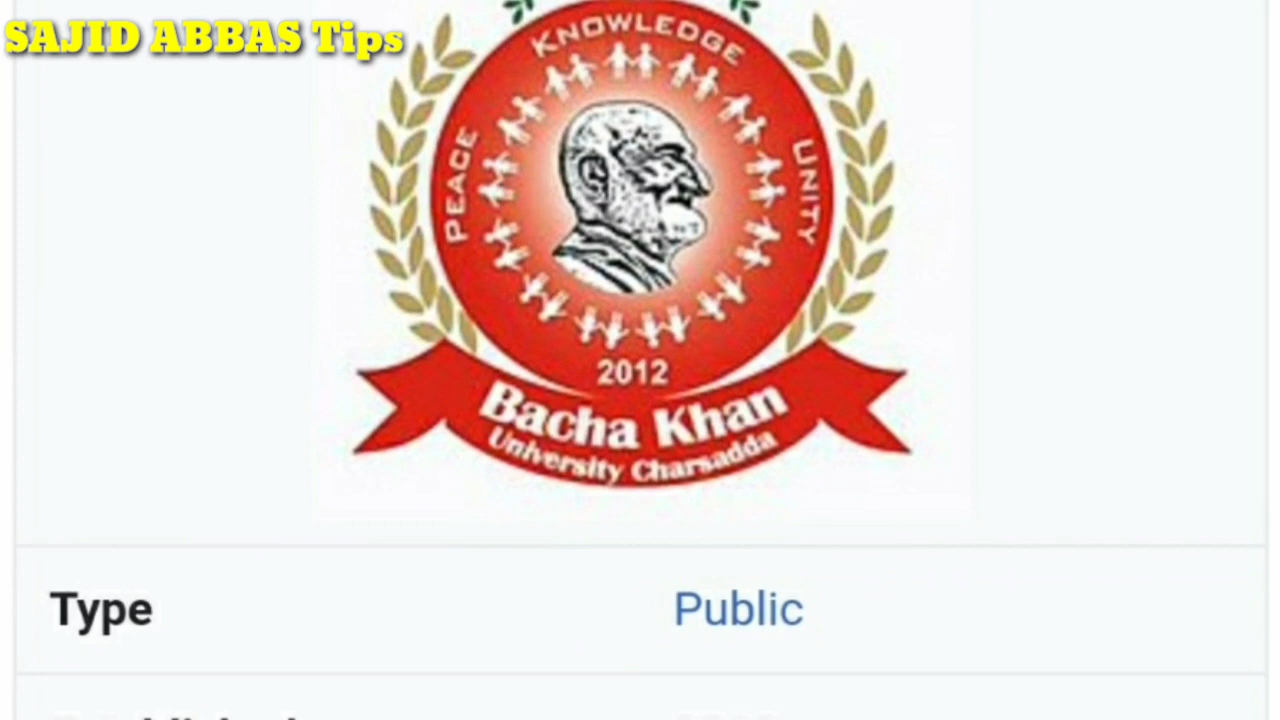 SAJID ABBAS Tips
KNOWLEDGE
PEACE
UNITY
2012
Bacha Khan
University Charsadda
Type Public